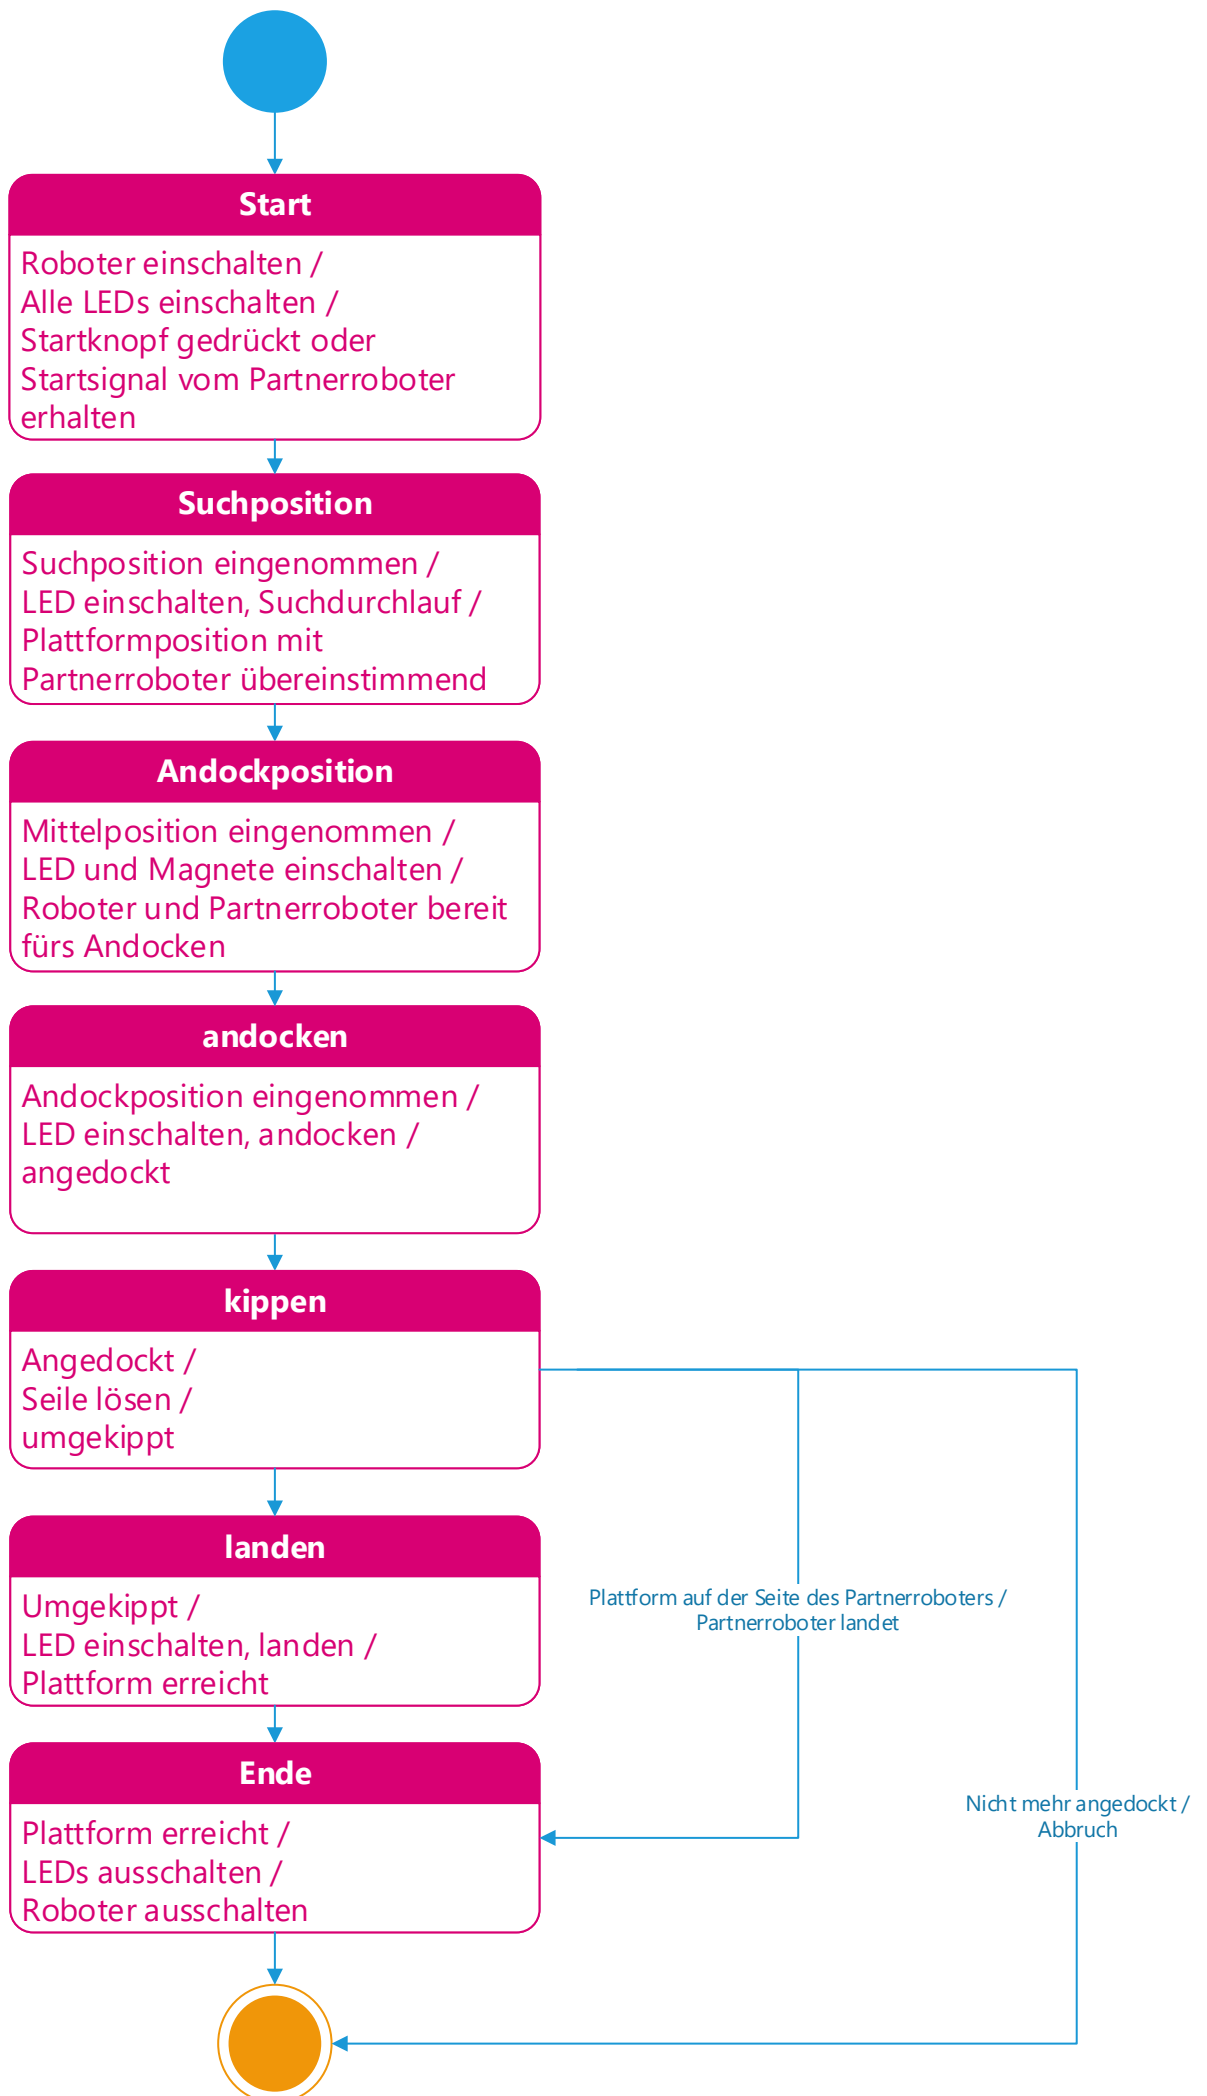 Start
Roboter einschalten /
Alle LEDs einschalten /
Startknopf gedrückt oder
Startsignal vom Partnerroboter
erhalten
Suchposition
Suchposition eingenommen /
LED einschalten, Suchdurchlauf /
Plattformposition mit
Partnerroboter übereinstimmend
Andockposition
Mittelposition eingenommen /
LED und Magnete einschalten /
Roboter und Partnerroboter bereit
fürs Andocken
andocken
Andockposition eingenommen /
LED einschalten, andocken /
angedockt
kippen
Angedockt /
Seile lösen /
umgekippt
landen
Umgekippt /
LED einschalten, landen /
Plattform erreicht
Plattform auf der Seite des Partnerroboters /
Partnerroboter landet
Ende
Plattform erreicht /
LEDs ausschalten /
Roboter ausschalten
Nicht mehr angedockt /
Abbruch